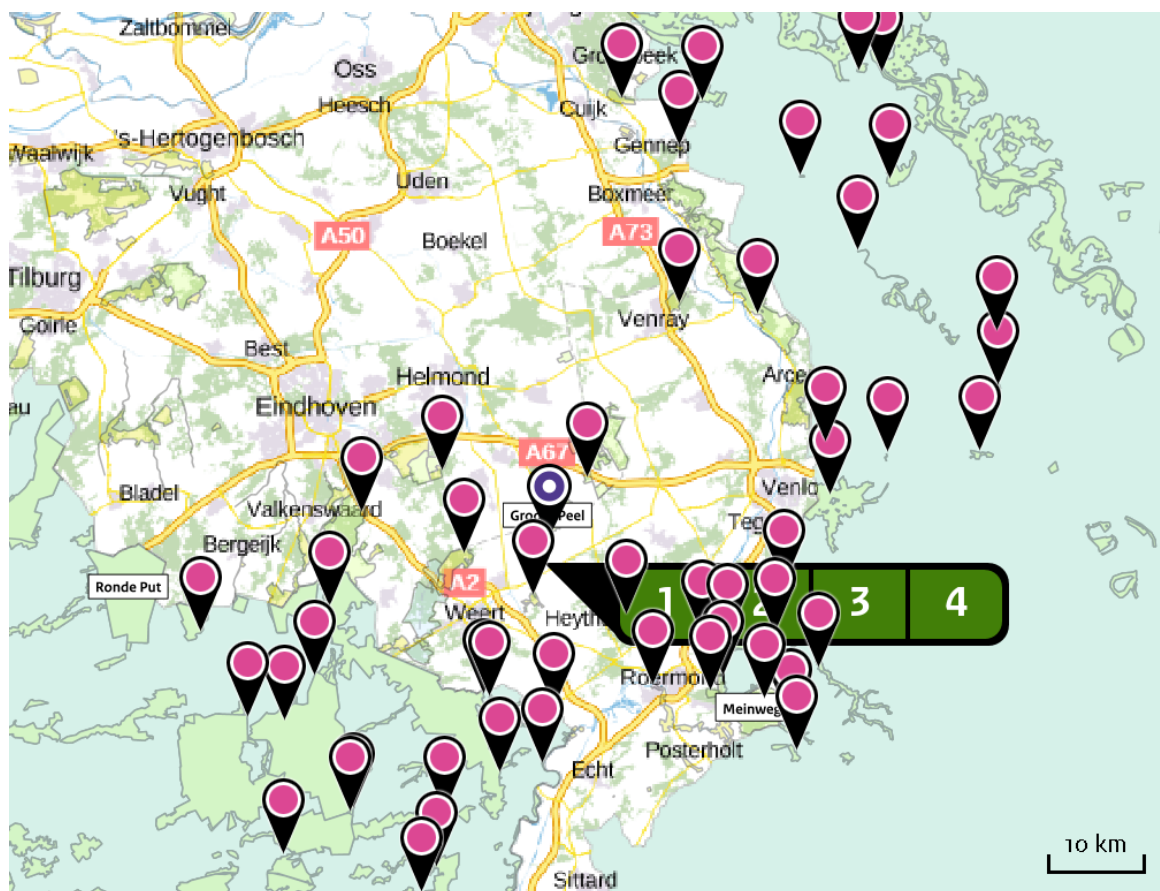 Zaltbommel
Oss
Heesch
Cuijk
's-Hertogenbosch
Waalwijk
Gennep
Vught
Uden
Boxmeer
A50
A73
Boekel
Tilburg
Goirle
Venray
Best
Helmond
Eindhoven
A67
Bladel
Venlo
Valkenswaard
Bergerijk
Ronde Put
A2
Weert
1
2
3
4
Roermond
Meinweg
Posterholt
Echt
10 km
Sittard